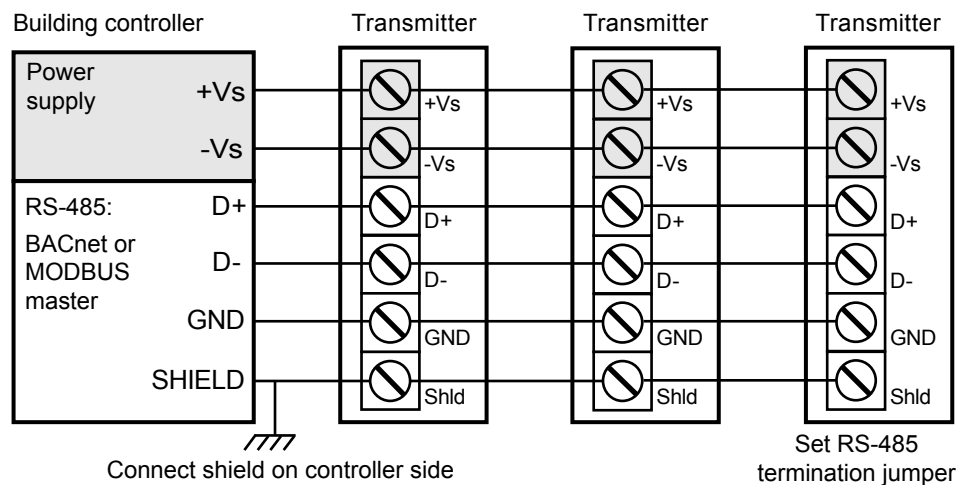 Building controller
Transmitter
Transmitter
Transmitter
Power
supply
+Vs
-Vs
RS-485:
BACnet or
MODBUS
master
D+
D-
GND
SHIELD
+Vs
-Vs
D+
D-
GND
Shld
+Vs
-Vs
D+
D-
GND
Shld
+Vs
-Vs
D+
D-
GND
Shld
Connect shield on controller side
Set RS-485
termination jumper